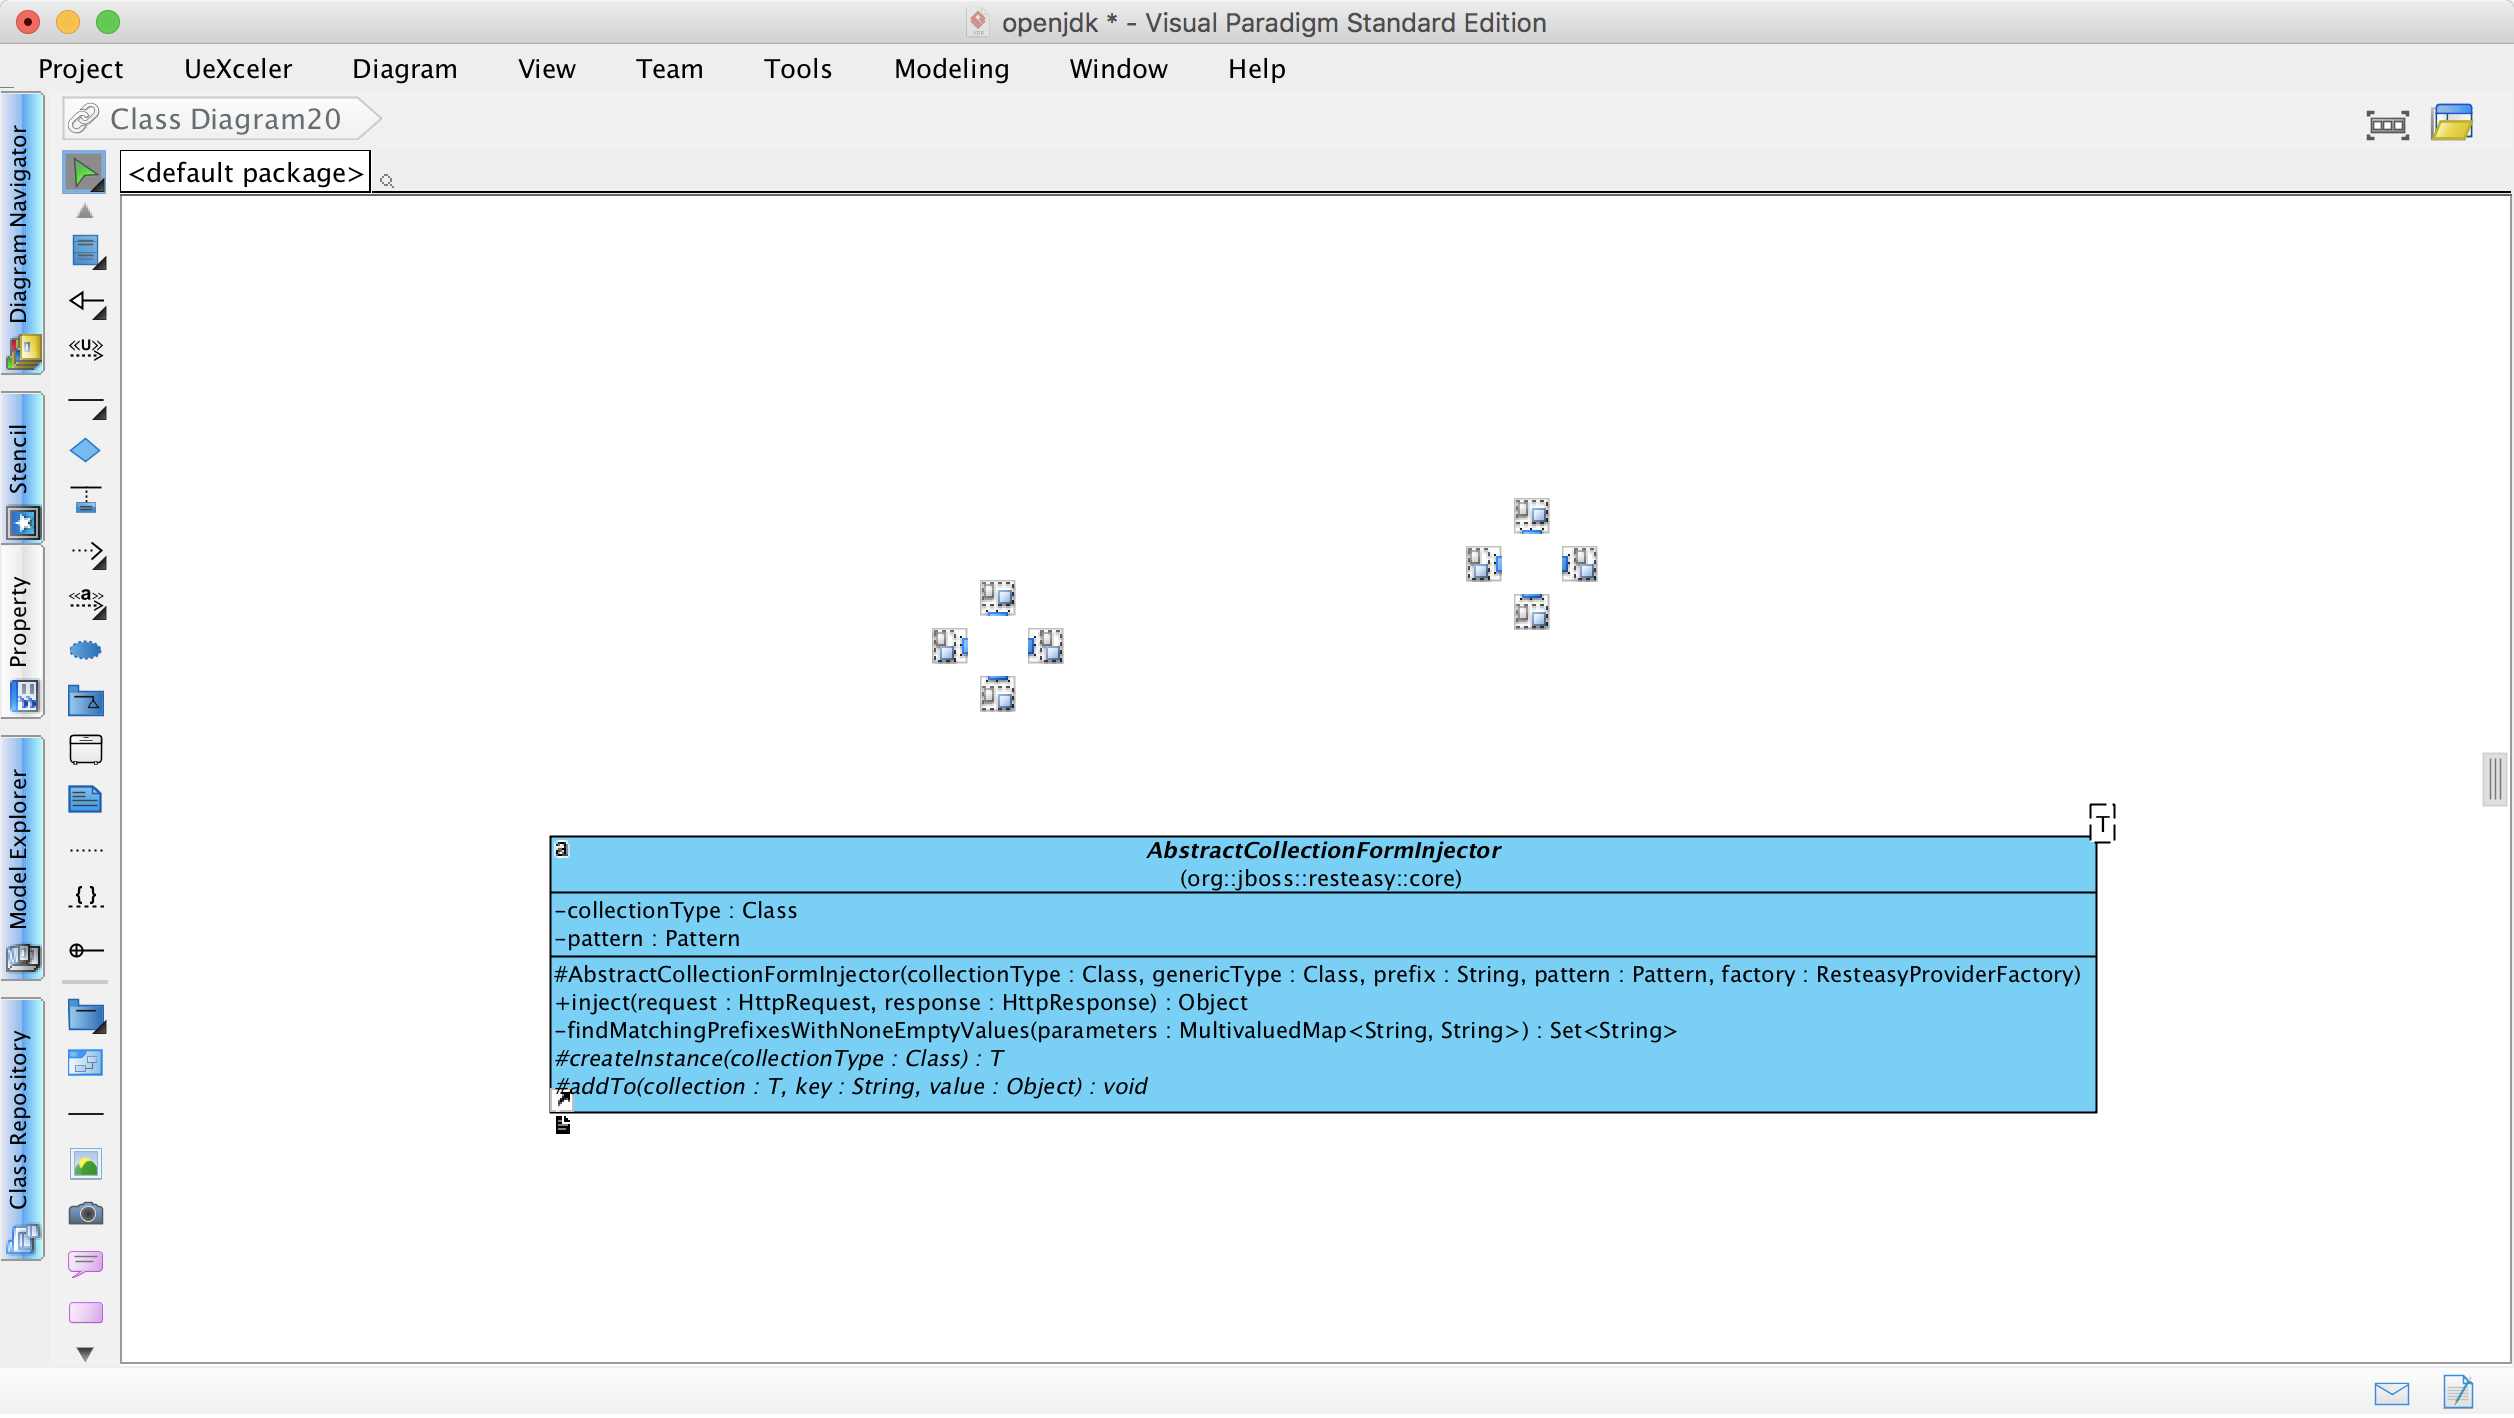 openjdk * - Visual Paradigm Standard Edition
Project UeXceler Diagram View Team Tools Modeling Window Help
Class Diagram20
<default package>
Diagram Navigator
Stencil
Property
Model Explorer
Class Repository
«U»
«a»
{ }
T
a
AbstractCollectionFormInjector
(org::jboss::resteasy::core)
-collectionType : Class
-pattern : Pattern
#AbstractCollectionFormInjector(collectionType : Class, genericType : Class, prefix : String, pattern : Pattern, factory : ResteasyProviderFactory)
+inject(request : HttpRequest, response : HttpResponse) : Object
-findMatchingPrefixesWithNoneEmptyValues(parameters : MultivaluedMap<String, String>) : Set<String>
#createInstance(collectionType : Class) : T
#addTo(collection : T, key : String, value : Object) : void